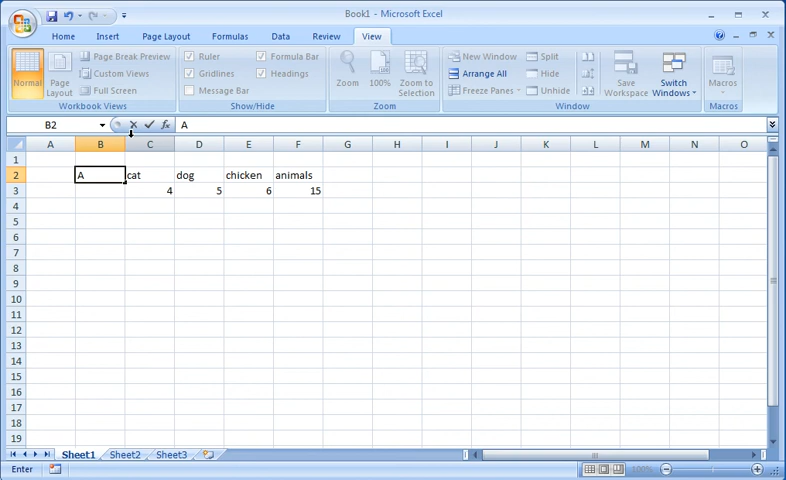 Book1 - Microsoft Excel
Home Insert Page Layout Formulas Data Review View
Normal
Page Layout
Page Break Preview
Custom Views
Full Screen
Workbook Views
Ruler
Gridlines
Message Bar
Formula Bar
Headings
Show/Hide
Zoom
100%
Zoom to Selection
Zoom
New Window
Arrange All
Freeze Panes
Split
Hide
Unhide
Save Workspace
Switch Windows
Window
Macros
Macros
B2 fx A
A B C D E F G H I J K L M N O
1
2 A cat dog chicken animals
3 4 5 6 15
4
5
6
7
8
9
10
11
12
13
14
15
16
17
18
19
Sheet1 Sheet2 Sheet3
Enter 100%